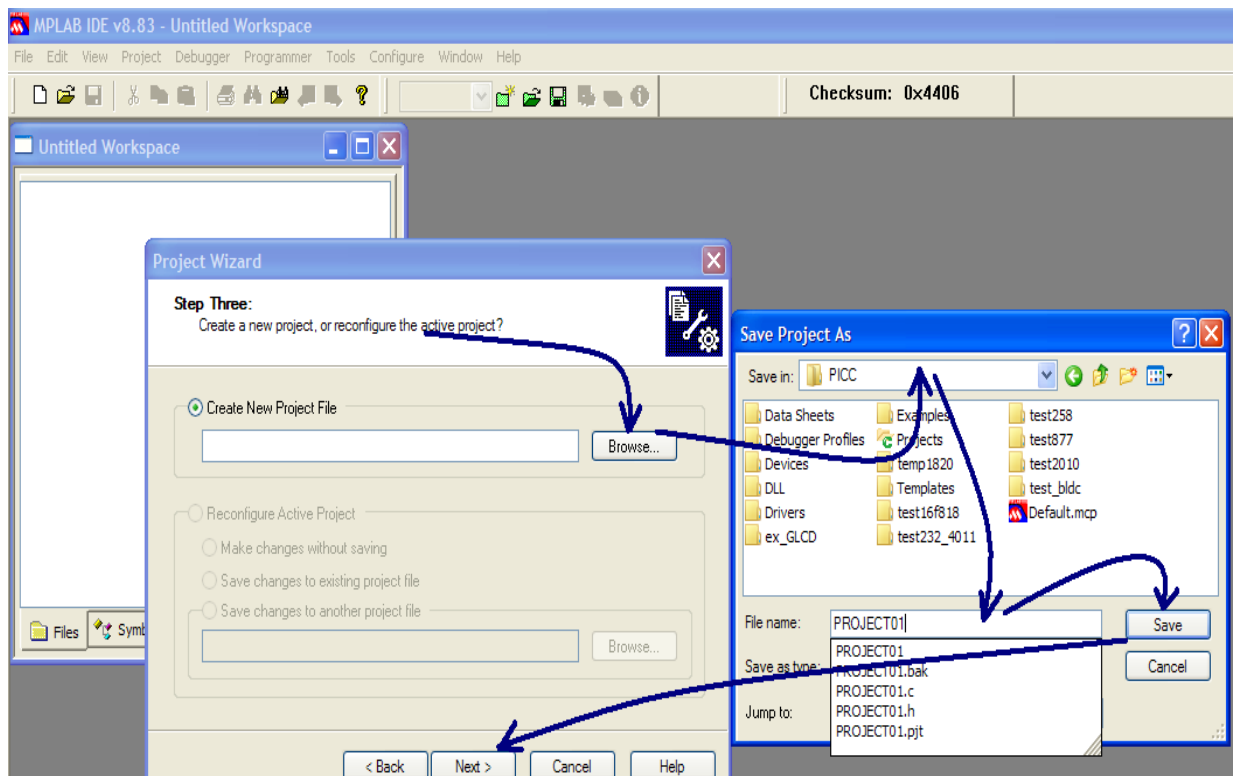 MPLAB IDE v8.83 - Untitled Workspace
File Edit View Project Debugger Programmer Tools Configure Window Help
Checksum: 0x4406
Untitled Workspace
Project Wizard
Step Three:
Create a new project, or reconfigure the active project?
Create New Project File
Browse...
Reconfigure Active Project
Make changes without saving
Save changes to existing project file
Save changes to another project file
Browse...
Files Symb
< Back Next > Cancel Help
Save Project As
Save in: PICC
Data Sheets Examples test258
Debugger Profiles Projects test877
Devices temp1820 test2010
DLL Templates test_bldc
Drivers test16f818 Default.mcp
ex_GLCD test232_4011
File name: PROJECT01 Save
PROJECT01
Save as type: PROJECT01.bak Cancel
PROJECT01.c
Jump to: PROJECT01.h
PROJECT01.pjt